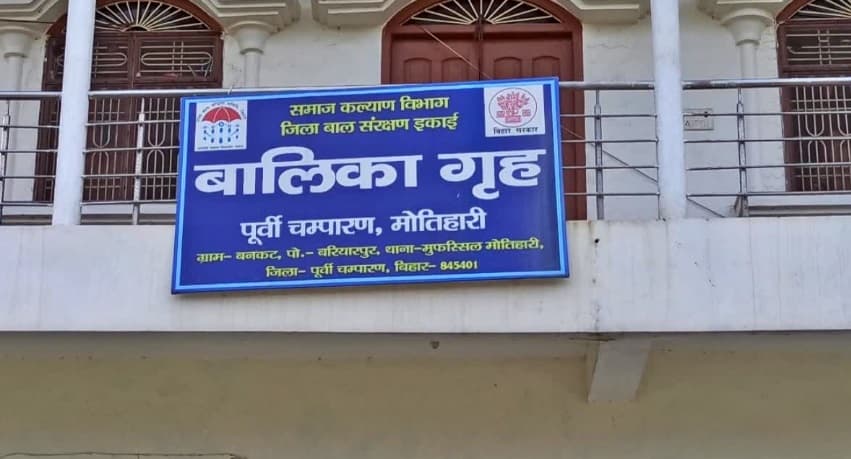 समाज कल्याण विभाग
जिला बाल संरक्षण इकाई
बिहार सरकार
बालिका गृह
पूर्वी चम्पारण, मोतिहारी
ग्राम- बनकट, पो.- बरियारपुर, थाना-मुफस्सिल मोतिहारी,
जिला- पूर्वी चम्पारण, बिहार- 845401